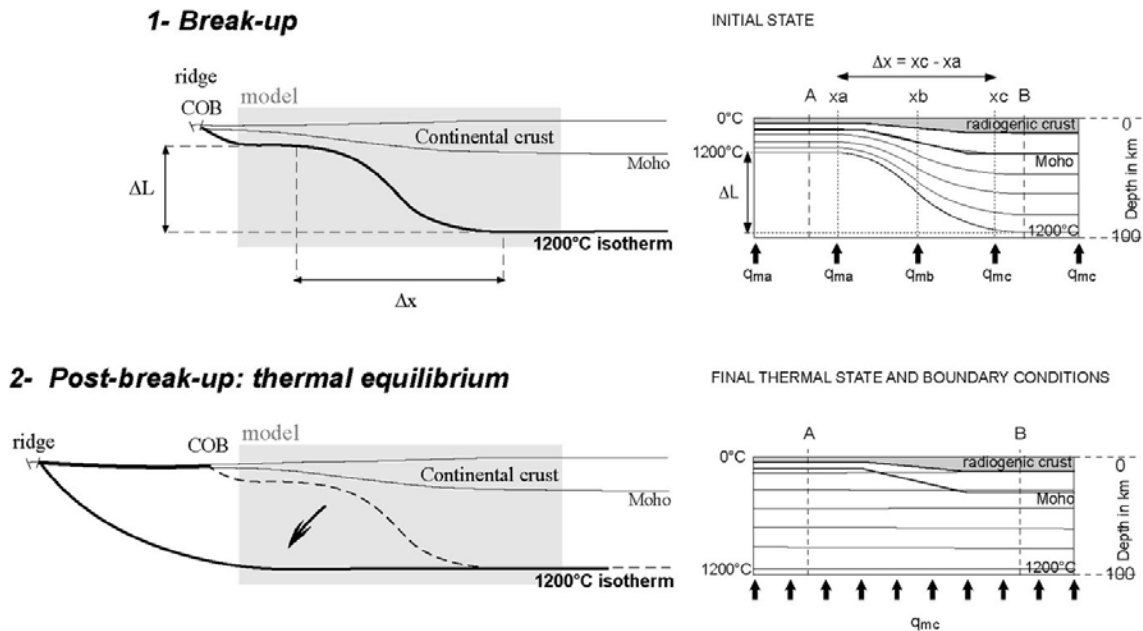 1- Break-up
ridge
COB
model
Continental crust
Moho
ΔL
1200°C isotherm
Δx
INITIAL STATE
Δx = xc - xa
A xa xb xc B
0°C
radiogenic crust
0
1200°C
Moho
ΔL
Depth in km
1200°C
100
qma qma qmb qmc qmc
2- Post-break-up: thermal equilibrium
ridge
COB
model
Continental crust
Moho
1200°C isotherm
FINAL THERMAL STATE AND BOUNDARY CONDITIONS
A B
0°C
radiogenic crust
0
Moho
Depth in km
1200°C
1200°C
100
qmc